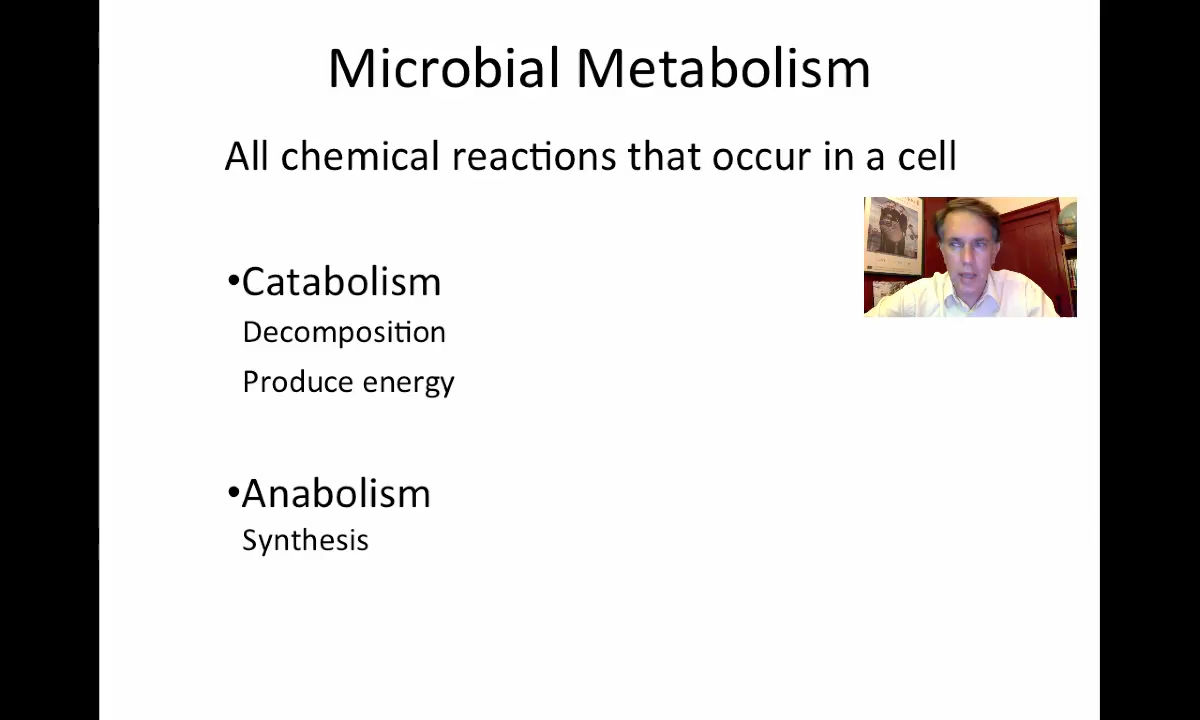 Microbial Metabolism
All chemical reactions that occur in a cell
•Catabolism
Decomposition
Produce energy
•Anabolism
Synthesis